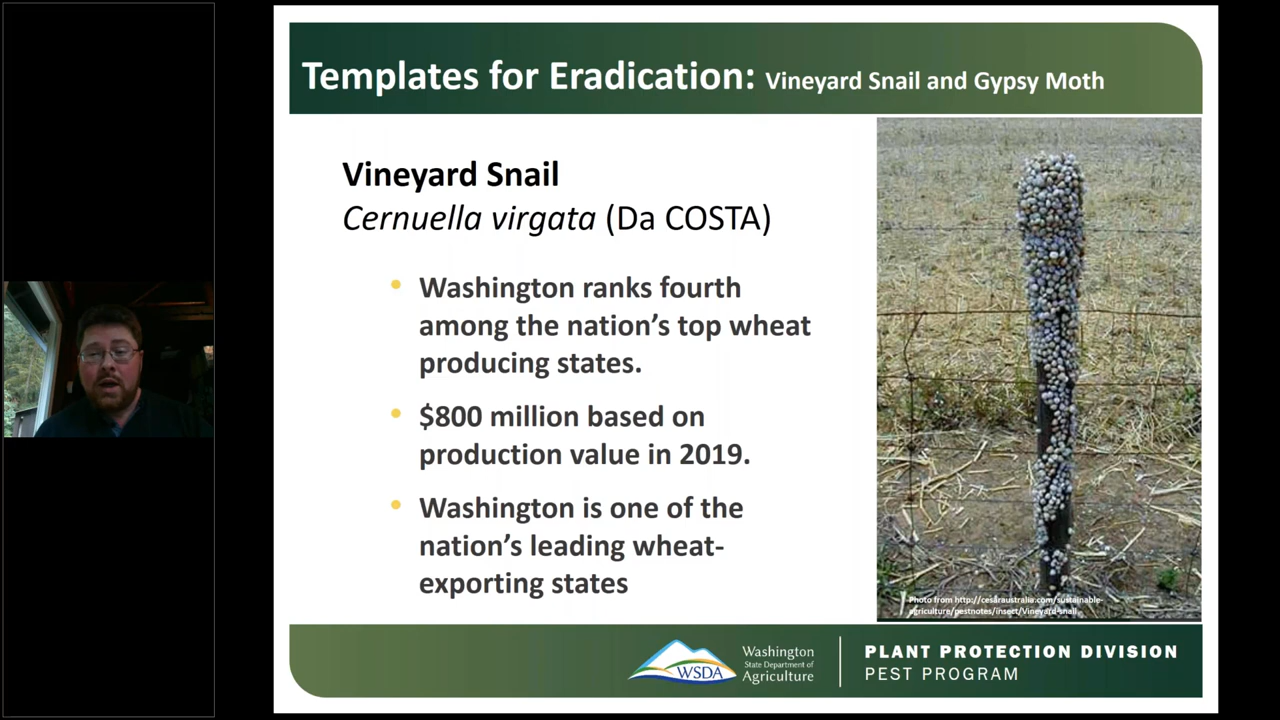 Templates for Eradication: Vineyard Snail and Gypsy Moth
Vineyard Snail
Cernuella virgata (Da COSTA)
• Washington ranks fourth
among the nation's top wheat
producing states.
• $800 million based on
production value in 2019.
• Washington is one of the
nation's leading wheat-
exporting states
Photo from http://cesaraustralia.com/sustainable-
agriculture/pestnotes/insect/Vineyard-snail
WSDA
Washington
State Department of
Agriculture
PLANT PROTECTION DIVISION
PEST PROGRAM